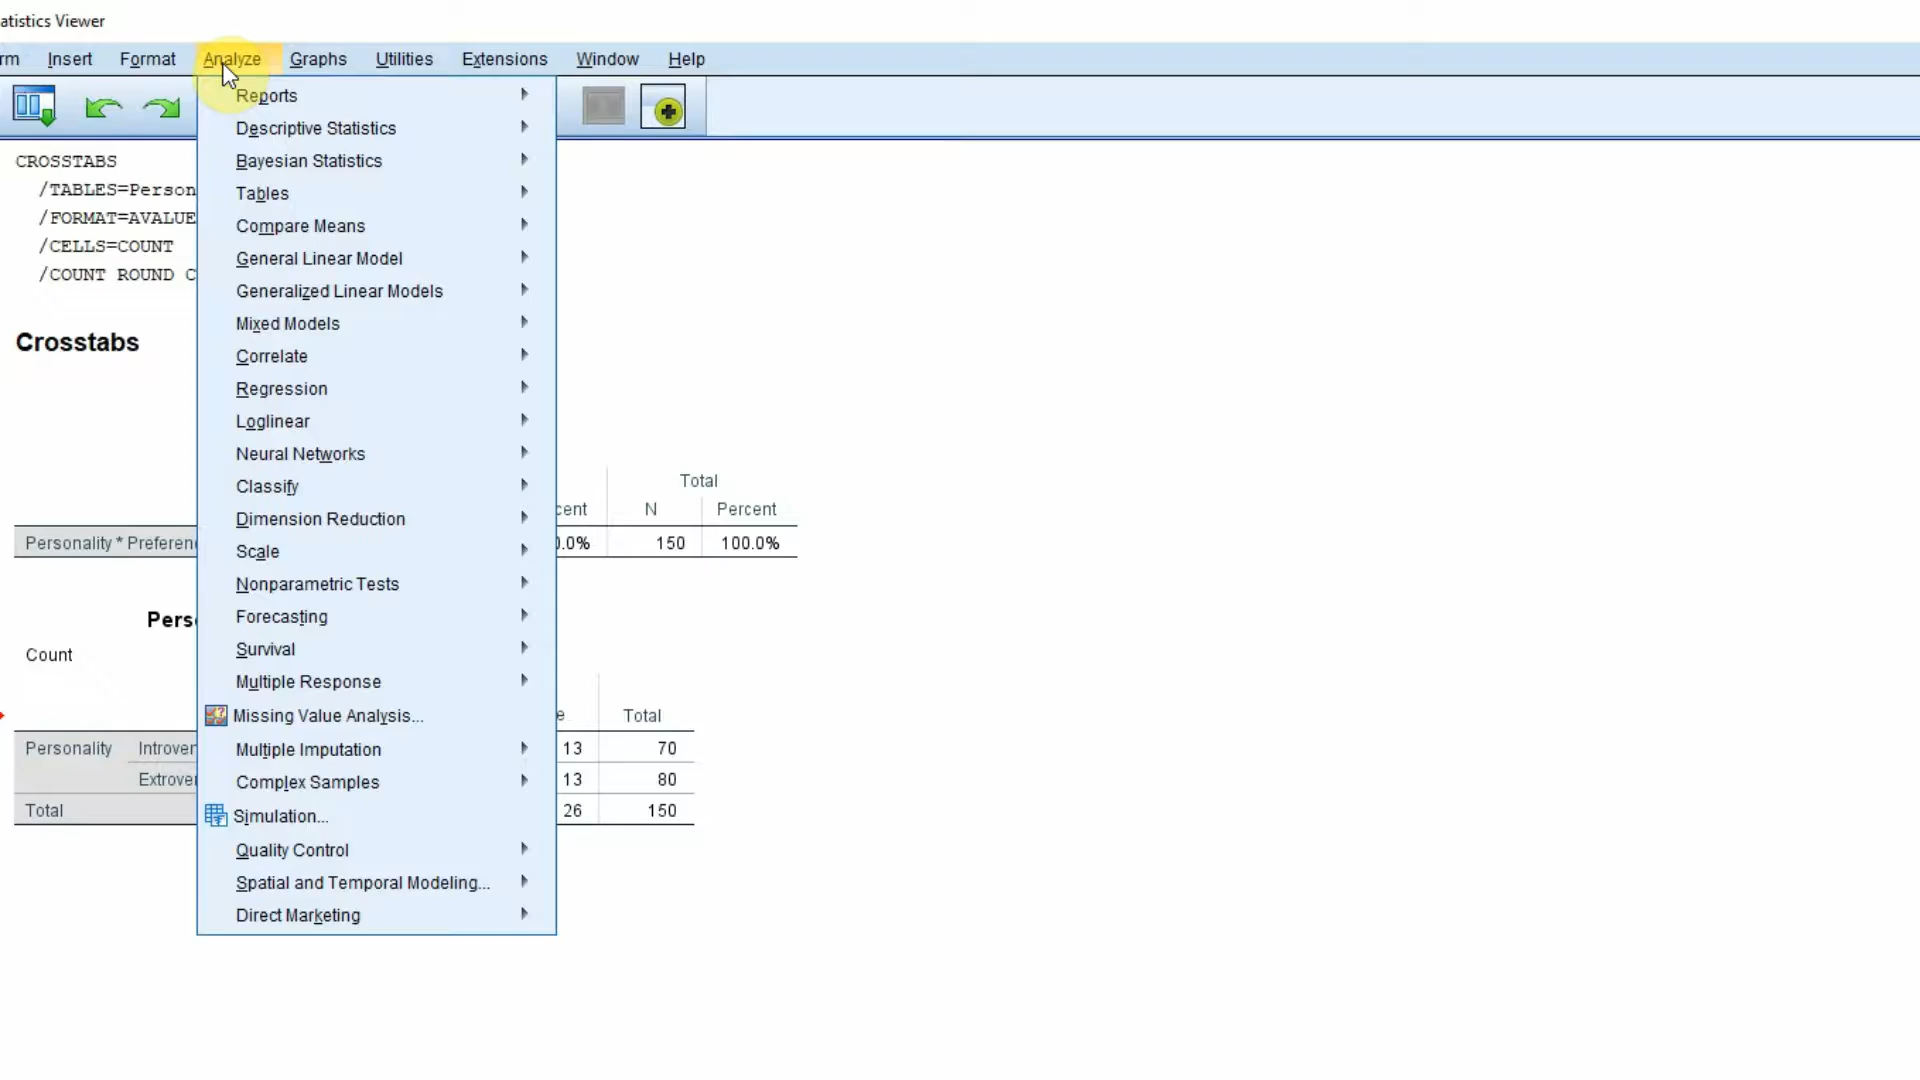 atistics Viewer
rm Insert Format Analyze Graphs Utilities Extensions Window Help
Reports
Descriptive Statistics
Bayesian Statistics
Tables
Compare Means
General Linear Model
Generalized Linear Models
Mixed Models
Correlate
Regression
Loglinear
Neural Networks
Classify
Dimension Reduction
Scale
Nonparametric Tests
Forecasting
Survival
Multiple Response
Missing Value Analysis...
Multiple Imputation
Complex Samples
Simulation...
Quality Control
Spatial and Temporal Modeling...
Direct Marketing
CROSSTABS
/TABLES=Person
/FORMAT=AVALUE
/CELLS=COUNT
/COUNT ROUND C
Crosstabs
Total
cent N Percent
Personality * Preferen 0.0% 150 100.0%
Perso
Count
e Total
Personality Introver 13 70
Extrover 13 80
Total 26 150